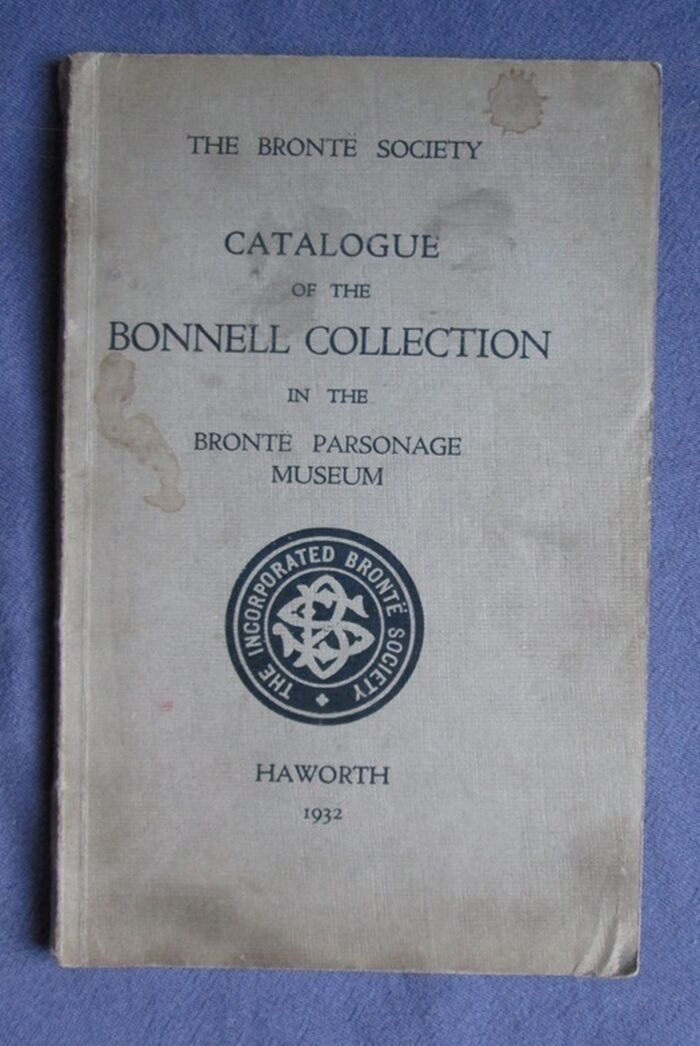 THE BRONTË SOCIETY
CATALOGUE
OF THE
BONNELL COLLECTION
IN THE
BRONTË PARSONAGE
MUSEUM
THE INCORPORATED BRONTË SOCIETY
HAWORTH
1932